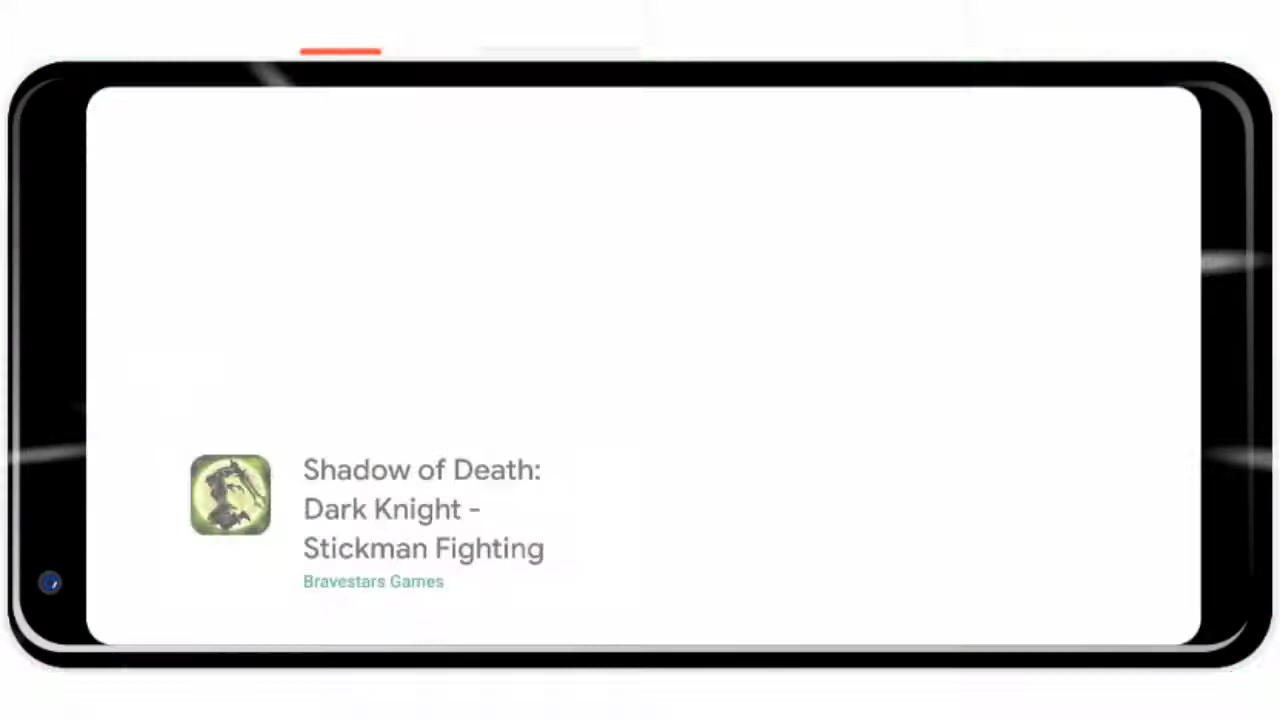 Shadow of Death:
Dark Knight -
Stickman Fighting
Bravestars Games